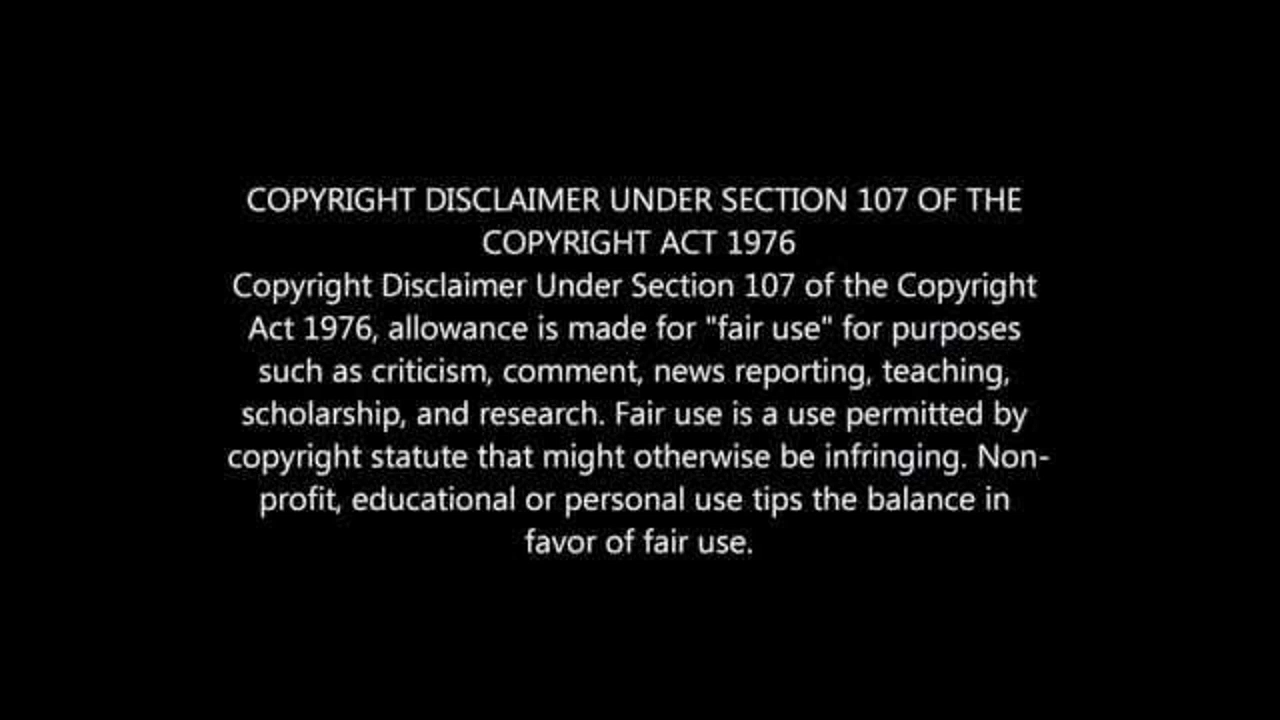 COPYRIGHT DISCLAIMER UNDER SECTION 107 OF THE
COPYRIGHT ACT 1976
Copyright Disclaimer Under Section 107 of the Copyright
Act 1976, allowance is made for "fair use" for purposes
such as criticism, comment, news reporting, teaching,
scholarship, and research. Fair use is a use permitted by
copyright statute that might otherwise be infringing. Non-
profit, educational or personal use tips the balance in
favor of fair use.